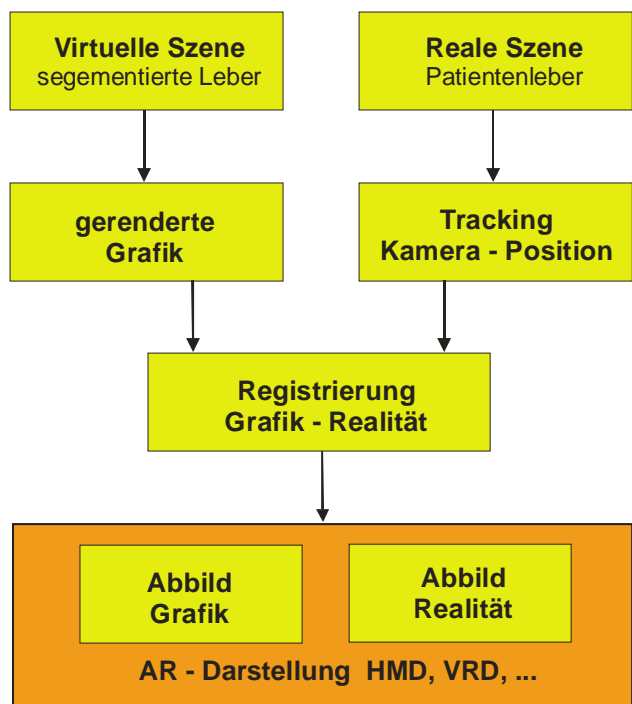 Virtuelle Szene
segementierte Leber
Reale Szene
Patientenleber
gerenderte
Grafik
Tracking
Kamera - Position
Registrierung
Grafik - Realität
Abbild
Grafik
Abbild
Realität
AR - Darstellung HMD, VRD, ...